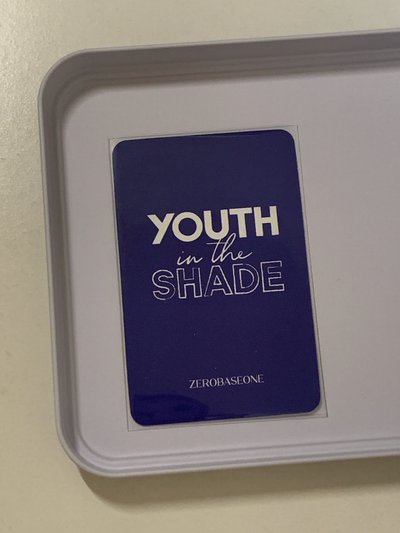 YOUTH
in the
SHADE
ZEROBASEONE